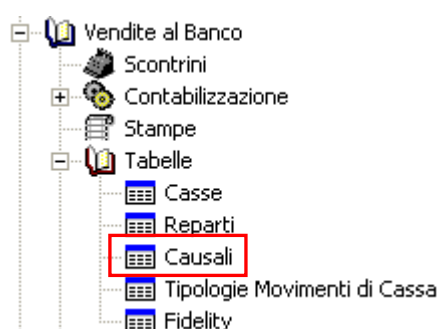 Vendite al Banco
Scontrini
Contabilizzazione
Stampe
Tabelle
Casse
Reparti
Causali
Tipologie Movimenti di Cassa
Fidelity